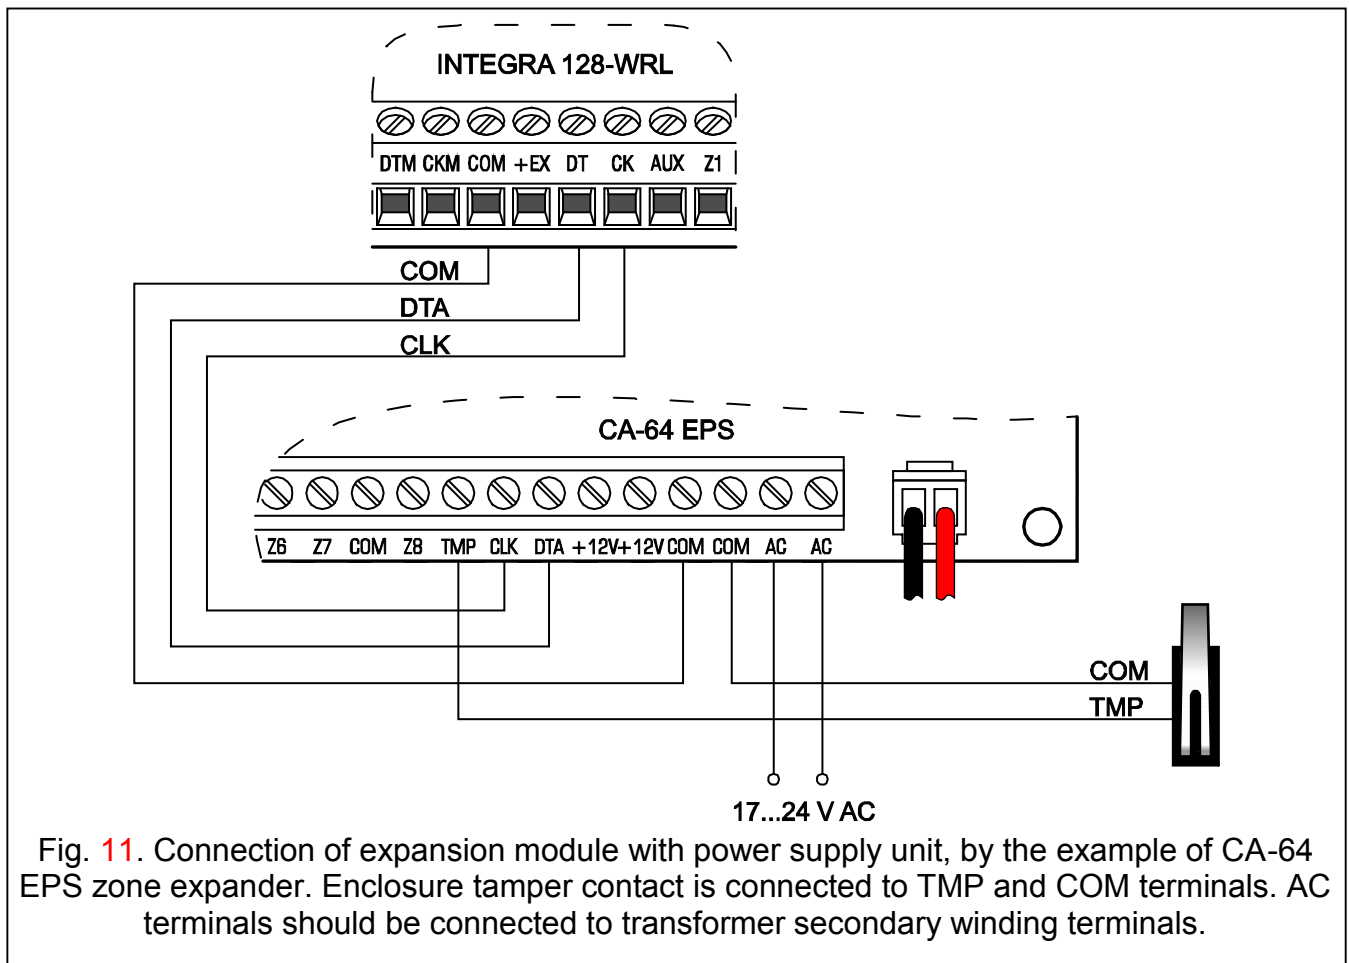 INTEGRA 128-WRL
DTM CKM COM +EX DT CK AUX Z1
COM
DTA
CLK
CA-64 EPS
Z6 Z7 COM Z8 TMP CLK DTA +12V +12V COM COM AC AC
COM
TMP
17...24 V AC
Fig. 11. Connection of expansion module with power supply unit, by the example of CA-64
EPS zone expander. Enclosure tamper contact is connected to TMP and COM terminals. AC
terminals should be connected to transformer secondary winding terminals.